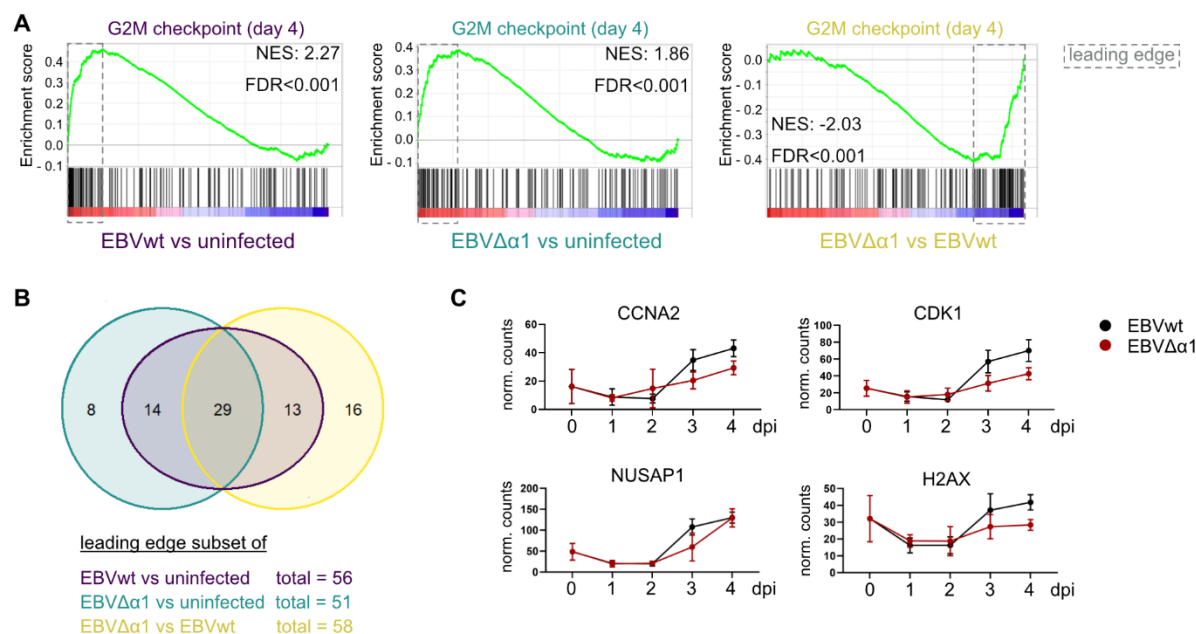 A
G2M checkpoint (day 4)
G2M checkpoint (day 4)
G2M checkpoint (day 4)
leading edge
Enrichment score
0.4
0.3
0.2
0.1
0.0
- 0.1
NES: 2.27
FDR<0.001
EBVwt vs uninfected
Enrichment score
0.4
0.3
0.2
0.1
0.0
- 0.1
NES: 1.86
FDR<0.001
EBVΔα1 vs uninfected
Enrichment score
0.0
- 0.1
- 0.2
- 0.3
- 0.4
NES: -2.03
FDR<0.001
EBVΔα1 vs EBVwt
B
8 14 29 13 16
leading edge subset of
EBVwt vs uninfected total = 56
EBVΔα1 vs uninfected total = 51
EBVΔα1 vs EBVwt total = 58
C
CCNA2
norm. counts
60
40
20
0
0 1 2 3 4 dpi
CDK1
norm. counts
100
80
60
40
20
0
0 1 2 3 4 dpi
EBVwt
EBVΔα1
NUSAP1
norm. counts
200
150
100
50
0
0 1 2 3 4 dpi
H2AX
norm. counts
50
40
30
20
10
0
0 1 2 3 4 dpi